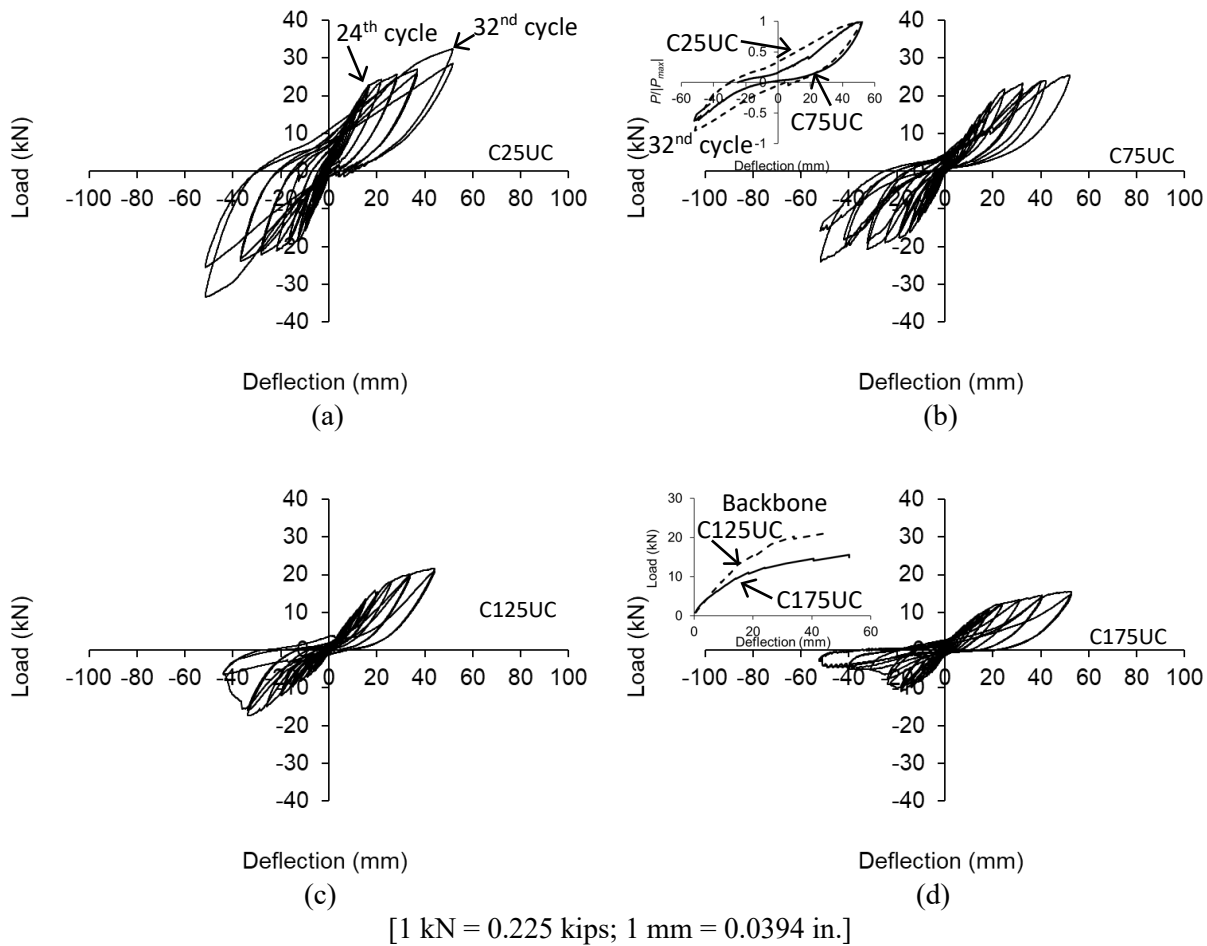 40
30
20
10
0
-10
-20
-30
-40
-100 -80 -60 -40 -20 0 20 40 60 80 100
Load (kN)
Deflection (mm)
24th cycle
32nd cycle
C25UC
(a)
40
30
20
10
0
-10
-20
-30
-40
-100 -80 -60 -40 -20 0 20 40 60 80 100
Load (kN)
Deflection (mm)
C75UC
1
0.5
0
-0.5
-1
-60 -40 -20 0 20 40 60
P/|Pmax|
Deflection (mm)
C25UC
C75UC
32nd cycle
(b)
40
30
20
10
0
-10
-20
-30
-40
-100 -80 -60 -40 -20 0 20 40 60 80 100
Load (kN)
Deflection (mm)
C125UC
(c)
40
30
20
10
0
-10
-20
-30
-40
-100 -80 -60 -40 -20 0 20 40 60 80 100
Load (kN)
Deflection (mm)
C175UC
30
20
10
0
0 20 40 60
Load (kN)
Deflection (mm)
Backbone
C125UC
C175UC
(d)
[1 kN = 0.225 kips; 1 mm = 0.0394 in.]